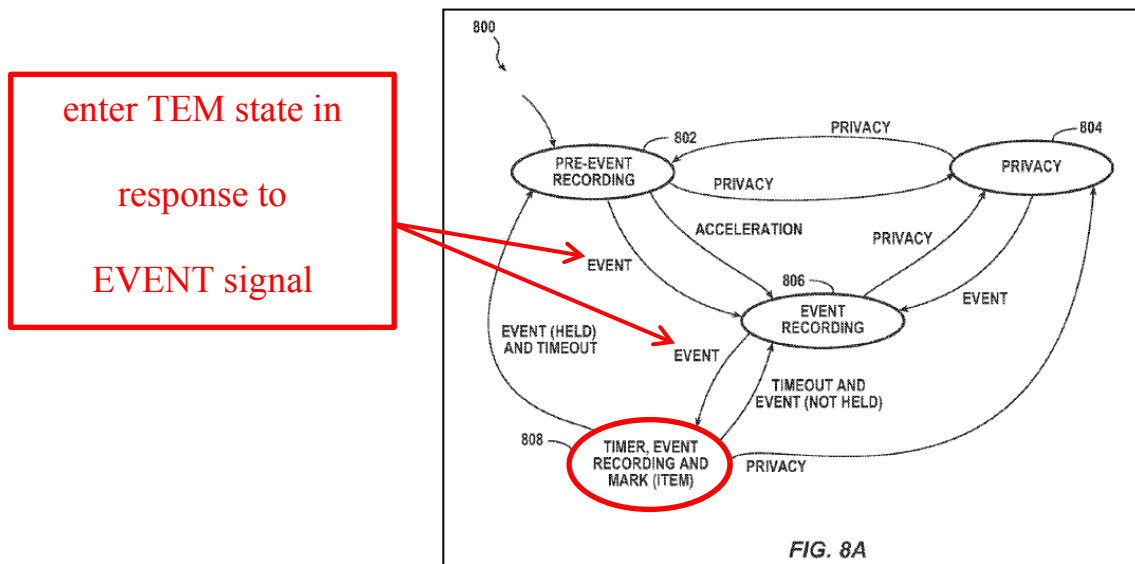 enter TEM state in
response to
EVENT signal
800
802
PRE-EVENT
RECORDING
PRIVACY
804
PRIVACY
PRIVACY
ACCELERATION
PRIVACY
EVENT
806
EVENT
RECORDING
EVENT
EVENT (HELD)
AND TIMEOUT
EVENT
TIMEOUT AND
EVENT (NOT HELD)
808
TIMER, EVENT
RECORDING AND
MARK (ITEM)
PRIVACY
FIG. 8A